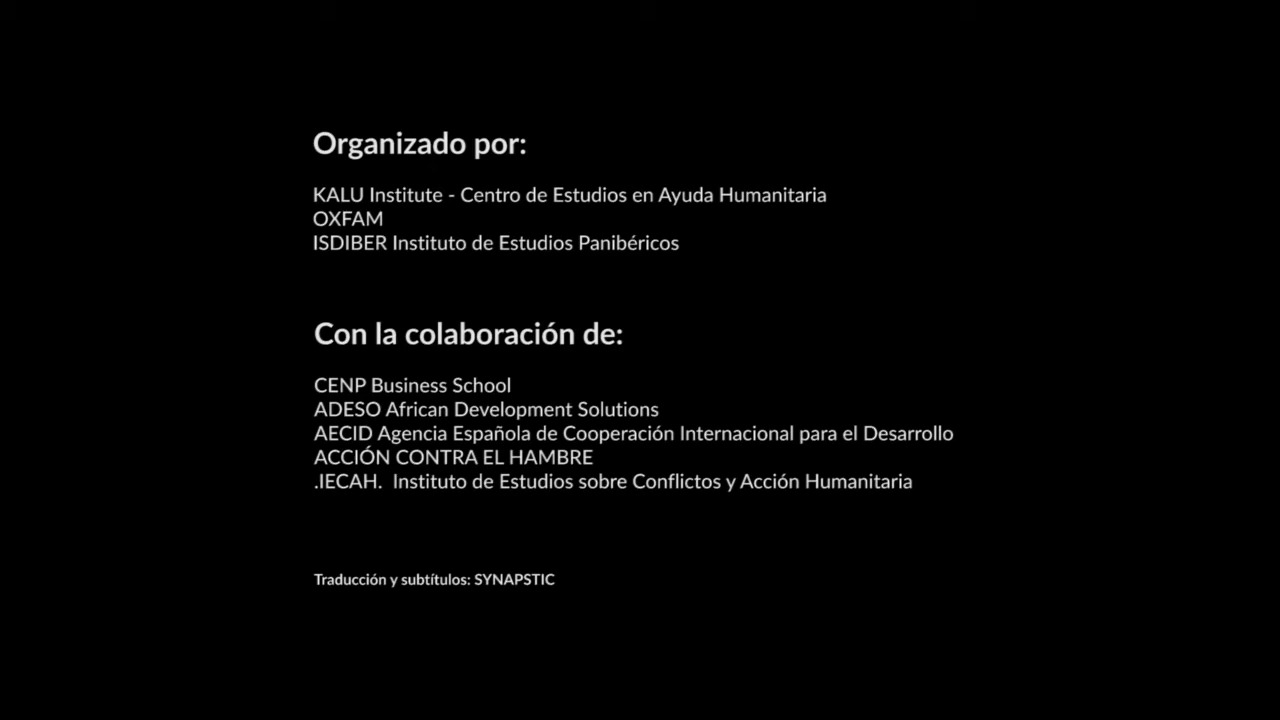 Organizado por:
KALU Institute - Centro de Estudios en Ayuda Humanitaria
OXFAM
ISDIBER Instituto de Estudios Panibéricos
Con la colaboración de:
CENP Business School
ADESO African Development Solutions
AECID Agencia Española de Cooperación Internacional para el Desarrollo
ACCIÓN CONTRA EL HAMBRE
.IECAH.  Instituto de Estudios sobre Conflictos y Acción Humanitaria
Traducción y subtítulos: SYNAPSTIC